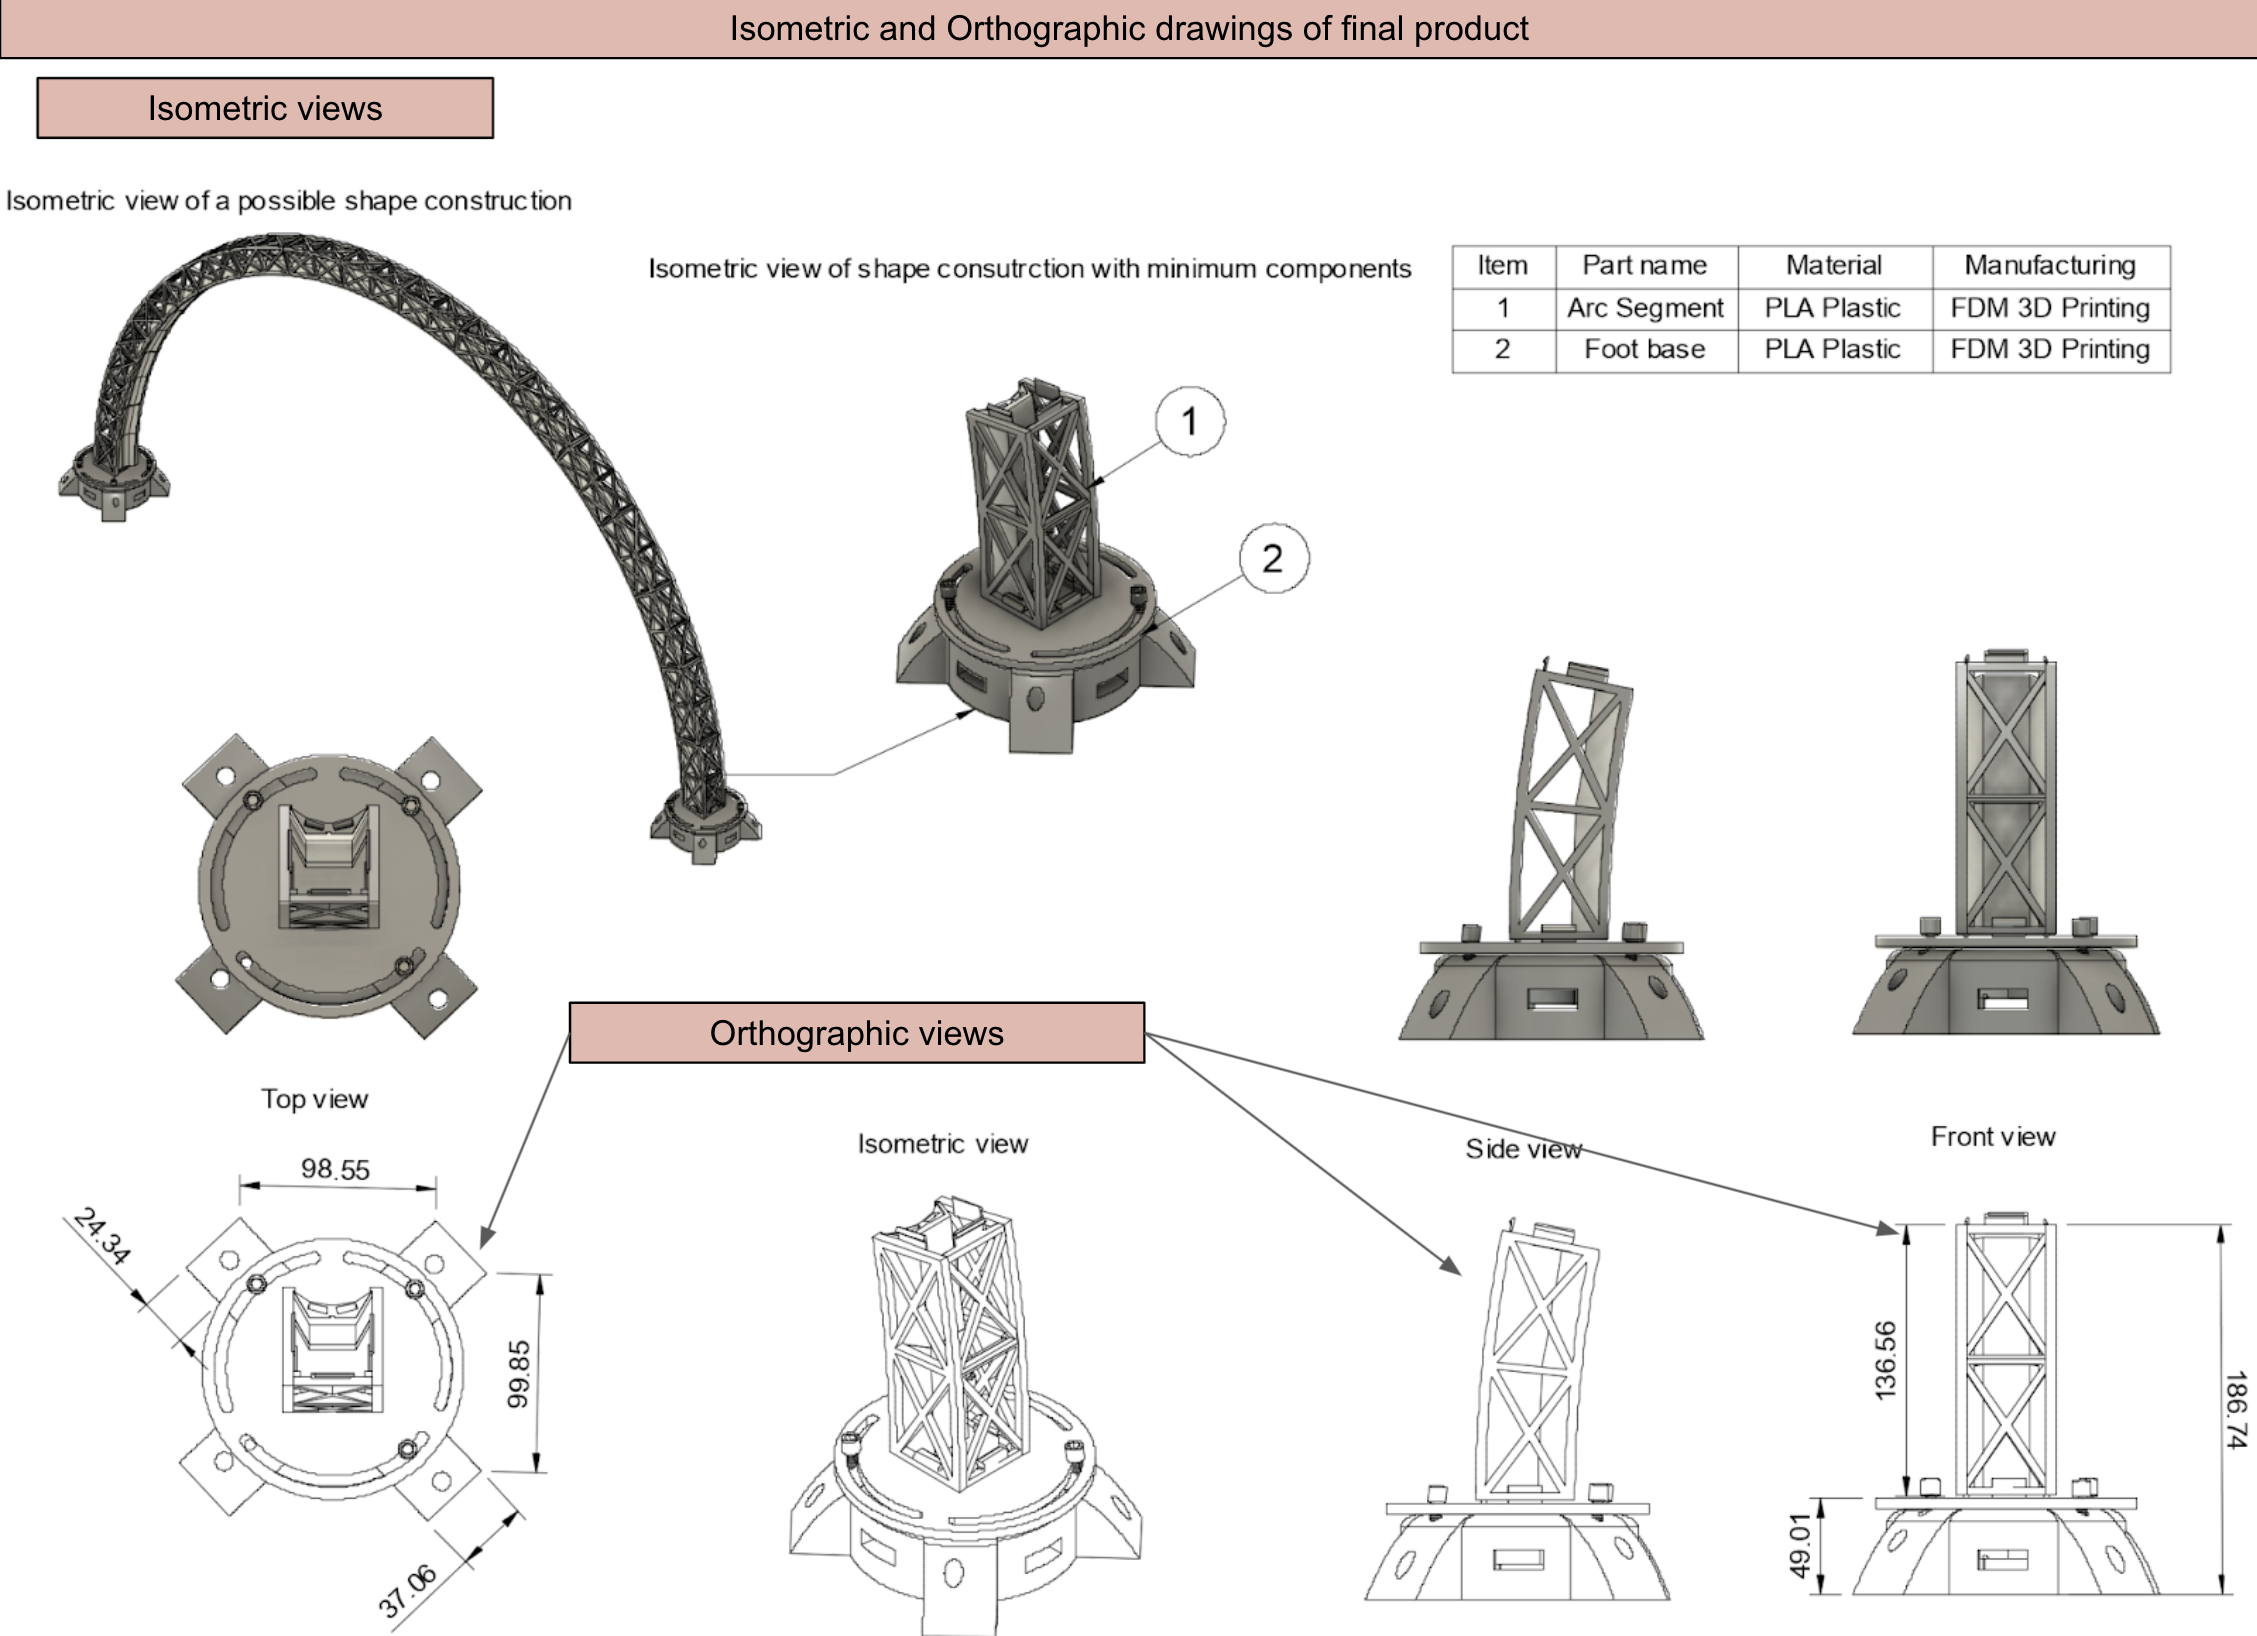 Isometric and Orthographic drawings of final product
Isometric views
Isometric view of a possible shape construction
Isometric view of shape consutrction with minimum components
Item Part name Material Manufacturing
1 Arc Segment PLA Plastic FDM 3D Printing
2 Foot base PLA Plastic FDM 3D Printing
1
2
Orthographic views
Top view
Isometric view
Side view
Front view
98.55
24.34
99.85
37.06
136.56
186.74
49.01